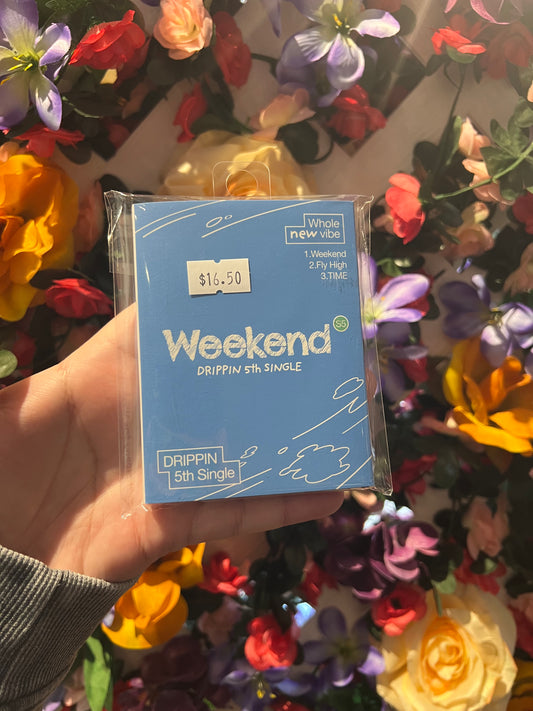 Whole
new vibe
1.Weekend
2.Fly High
3.TIME
$16.50
Weekend
S5
DRIPPIN 5th SINGLE
DRIPPIN
5th Single